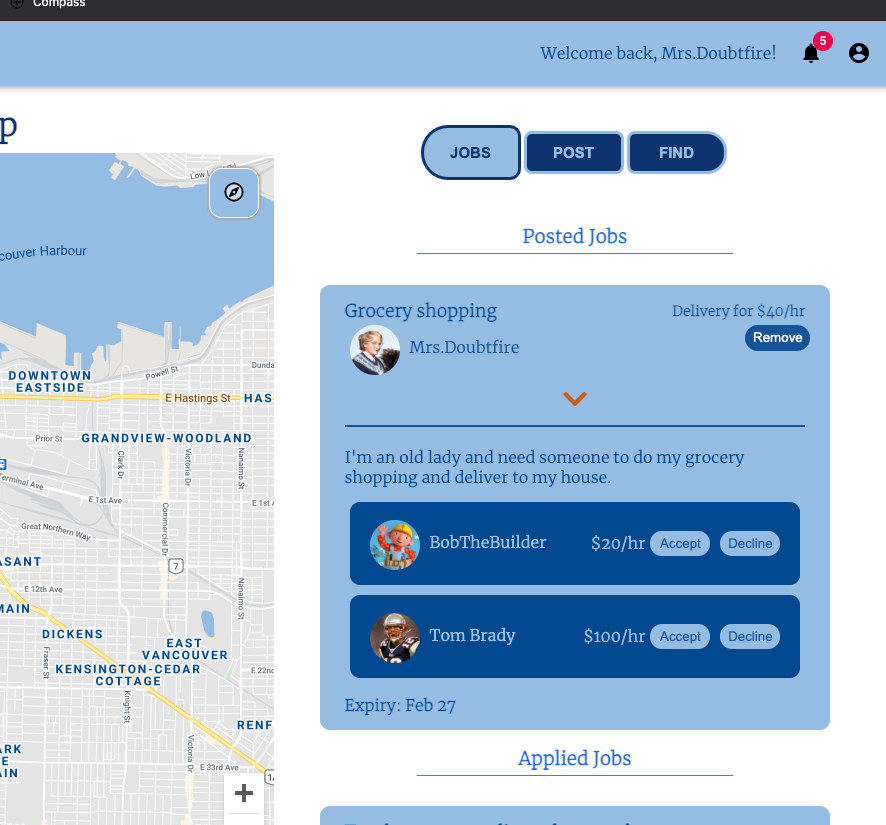 Compass
Welcome back, Mrs.Doubtfire!
5
p
JOBS
POST
FIND
couver Harbour
DOWNTOWN
EASTSIDE
Powell St
Dunda
E Hastings St
HAS
Prior St
GRANDVIEW-WOODLAND
Clark Dr
Victoria Dr
Nanaimo St
Terminal Ave
E 1st Ave
E 1st A
Commercial Dr
Great Northern Way
ASANT
7
E 12th Ave
Nanaimo St
MAIN
DICKENS
EAST
VANCOUVER
Fraser St
KENSINGTON-CEDAR
COTTAGE
E 22nd
Knight St
RENF
Victoria Dr
ARK
E
AIN
E 33rd Ave
Posted Jobs
Grocery shopping
Delivery for $40/hr
Mrs.Doubtfire
Remove
I'm an old lady and need someone to do my grocery
shopping and deliver to my house.
BobTheBuilder
$20/hr
Accept
Decline
Tom Brady
$100/hr
Accept
Decline
Expiry: Feb 27
Applied Jobs